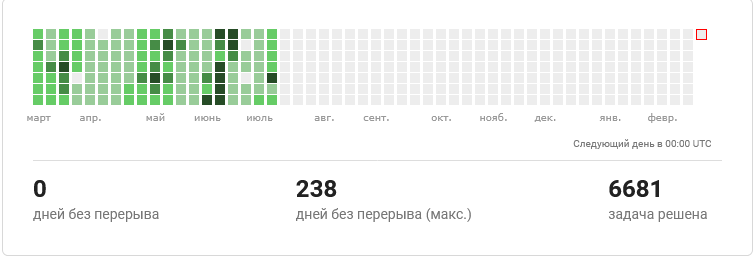 март апр. май июнь июль авг. сент. окт. нояб. дек. янв. февр.
Следующий день в 00:00 UTC
0 238 6681
дней без перерыва дней без перерыва (макс.) задача решена